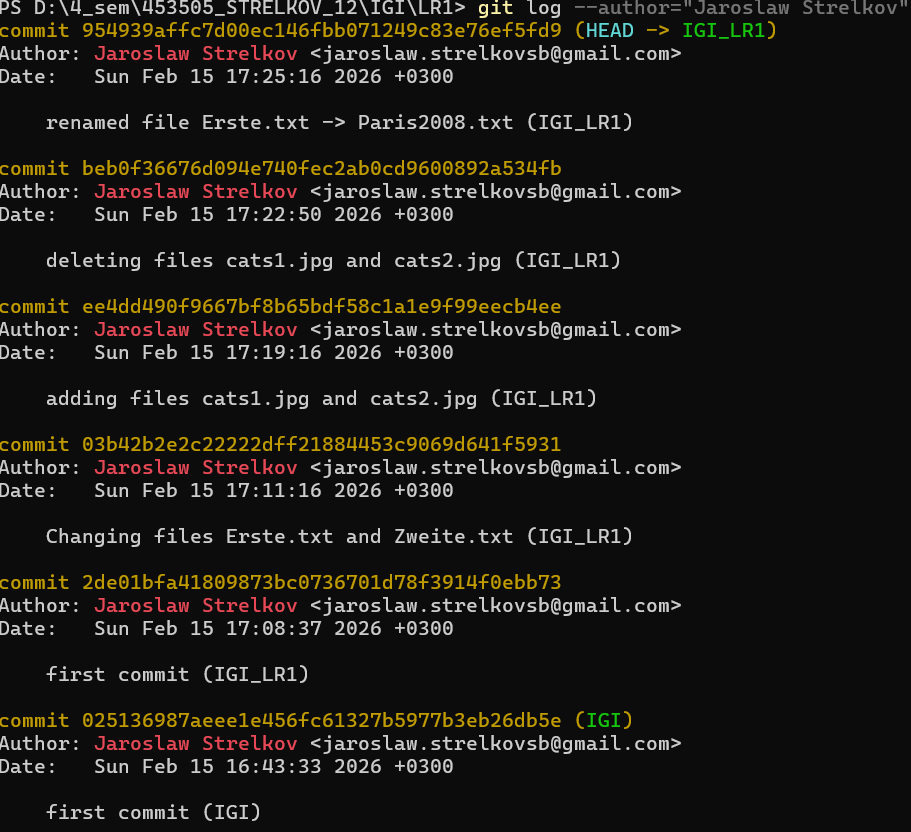 PS D:\4_sem\453505_STRELKOV_12\IGI\LR1> git log --author="Jaroslaw Strelkov"
commit 954939affc7d00ec146fbb071249c83e76ef5fd9 (HEAD -> IGI_LR1)
Author: Jaroslaw Strelkov <jaroslaw.strelkovsb@gmail.com>
Date:   Sun Feb 15 17:25:16 2026 +0300
renamed file Erste.txt -> Paris2008.txt (IGI_LR1)
commit beb0f36676d094e740fec2ab0cd9600892a534fb
Author: Jaroslaw Strelkov <jaroslaw.strelkovsb@gmail.com>
Date:   Sun Feb 15 17:22:50 2026 +0300
deleting files cats1.jpg and cats2.jpg (IGI_LR1)
commit ee4dd490f9667bf8b65bdf58c1a1e9f99eecb4ee
Author: Jaroslaw Strelkov <jaroslaw.strelkovsb@gmail.com>
Date:   Sun Feb 15 17:19:16 2026 +0300
adding files cats1.jpg and cats2.jpg (IGI_LR1)
commit 03b42b2e2c22222dff21884453c9069d641f5931
Author: Jaroslaw Strelkov <jaroslaw.strelkovsb@gmail.com>
Date:   Sun Feb 15 17:11:16 2026 +0300
Changing files Erste.txt and Zweite.txt (IGI_LR1)
commit 2de01bfa41809873bc0736701d78f3914f0ebb73
Author: Jaroslaw Strelkov <jaroslaw.strelkovsb@gmail.com>
Date:   Sun Feb 15 17:08:37 2026 +0300
first commit (IGI_LR1)
commit 025136987aeee1e456fc61327b5977b3eb26db5e (IGI)
Author: Jaroslaw Strelkov <jaroslaw.strelkovsb@gmail.com>
Date:   Sun Feb 15 16:43:33 2026 +0300
first commit (IGI)